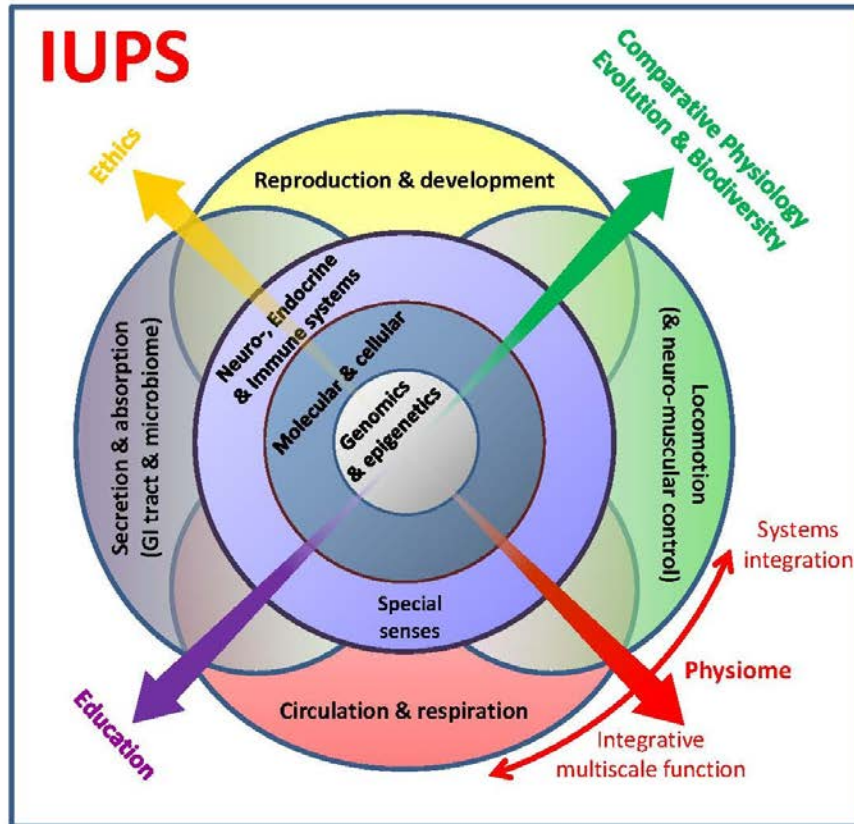 IUPS
Ethics
Comparative Physiology
Evolution & Biodiversity
Reproduction & development
Neuro-, Endocrine
& Immune systems
Molecular & cellular
Genomics
& epigenetics
Secretion & absorption
(GI tract & microbiome)
Locomotion
(& neuro-muscular control)
Systems
integration
Special
senses
Physiome
Education
Circulation & respiration
Integrative
multiscale function